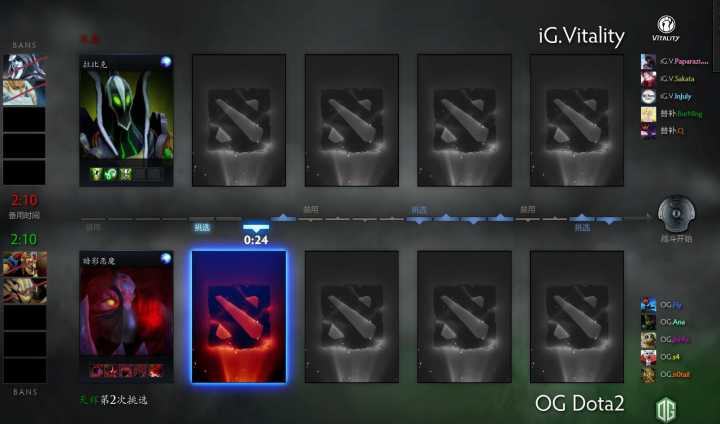 BANS
iG.Vitality
VITALITY
拉比克
iG.V.Paparazi....
iG.V.Sakata
iG.V.InJuly
替补.BurNIng
替补.Q
2:10
备用时间
2:10
禁用
挑选
0:24
禁用
挑选
禁用
挑选
战斗开始
暗影恶魔
OG.Fly
OG.Ana
OG.s4
OG.n0tail
天辉第2次挑选
BANS
OG Dota2
OG